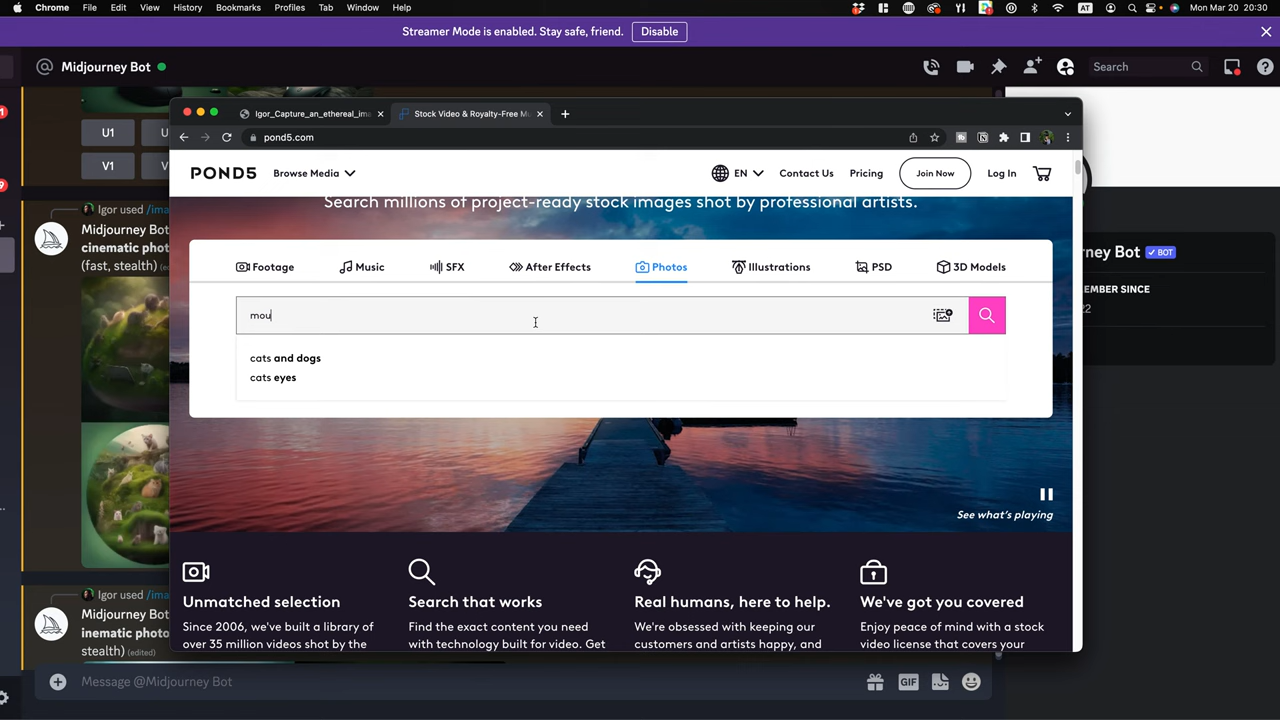 Chrome File Edit View History Bookmarks Profiles Tab Window Help AT Mon Mar 20 20:30
Streamer Mode is enabled. Stay safe, friend. Disable
@ Midjourney Bot Search
Igor_Capture_an_ethereal_ima Stock Video & Royalty-Free Mu
U1 U
pond5.com
V1 V
POND5 Browse Media EN Contact Us Pricing Join Now Log In
Search millions of project-ready stock images shot by professional artists.
Igor used /ima
Midjourney Bot
cinematic phot
(fast, stealth) (ed
rney Bot BOT
EMBER SINCE
22
Footage Music SFX After Effects Photos Illustrations PSD 3D Models
mou
cats and dogs
cats eyes
See what's playing
Unmatched selection
Since 2006, we've built a library of
over 35 million videos shot by the
Search that works
Find the exact content you need
with technology built for video. Get
Real humans, here to help.
We're obsessed with keeping our
customers and artists happy, and
We've got you covered
Enjoy peace of mind with a stock
video license that covers your
Igor used /ima
Midjourney Bot
inematic photo
stealth) (edited)
Message @Midjourney Bot GIF